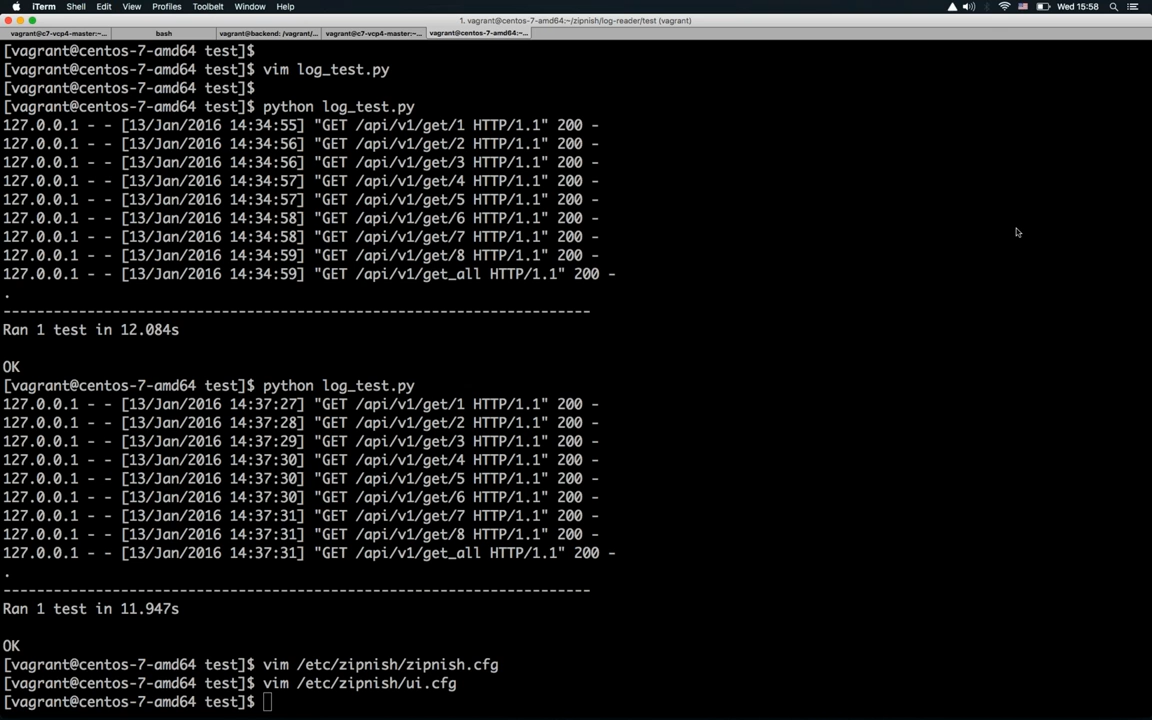 iTerm Shell Edit View Profiles Toolbelt Window Help Wed 15:58
1. vagrant@centos-7-amd64:~/zipnish/log-reader/test (vagrant)
vagrant@c7-vcp4-master:~... bash vagrant@backend: /vagrant/... vagrant@c7-vcp4-master:~... vagrant@centos-7-amd64:~...
[vagrant@centos-7-amd64 test]$
[vagrant@centos-7-amd64 test]$ vim log_test.py
[vagrant@centos-7-amd64 test]$
[vagrant@centos-7-amd64 test]$ python log_test.py
127.0.0.1 - - [13/Jan/2016 14:34:55] "GET /api/v1/get/1 HTTP/1.1" 200 -
127.0.0.1 - - [13/Jan/2016 14:34:56] "GET /api/v1/get/2 HTTP/1.1" 200 -
127.0.0.1 - - [13/Jan/2016 14:34:56] "GET /api/v1/get/3 HTTP/1.1" 200 -
127.0.0.1 - - [13/Jan/2016 14:34:57] "GET /api/v1/get/4 HTTP/1.1" 200 -
127.0.0.1 - - [13/Jan/2016 14:34:57] "GET /api/v1/get/5 HTTP/1.1" 200 -
127.0.0.1 - - [13/Jan/2016 14:34:58] "GET /api/v1/get/6 HTTP/1.1" 200 -
127.0.0.1 - - [13/Jan/2016 14:34:58] "GET /api/v1/get/7 HTTP/1.1" 200 -
127.0.0.1 - - [13/Jan/2016 14:34:59] "GET /api/v1/get/8 HTTP/1.1" 200 -
127.0.0.1 - - [13/Jan/2016 14:34:59] "GET /api/v1/get_all HTTP/1.1" 200 -
.
----------------------------------------------------------------------
Ran 1 test in 12.084s
OK
[vagrant@centos-7-amd64 test]$ python log_test.py
127.0.0.1 - - [13/Jan/2016 14:37:27] "GET /api/v1/get/1 HTTP/1.1" 200 -
127.0.0.1 - - [13/Jan/2016 14:37:28] "GET /api/v1/get/2 HTTP/1.1" 200 -
127.0.0.1 - - [13/Jan/2016 14:37:29] "GET /api/v1/get/3 HTTP/1.1" 200 -
127.0.0.1 - - [13/Jan/2016 14:37:30] "GET /api/v1/get/4 HTTP/1.1" 200 -
127.0.0.1 - - [13/Jan/2016 14:37:30] "GET /api/v1/get/5 HTTP/1.1" 200 -
127.0.0.1 - - [13/Jan/2016 14:37:30] "GET /api/v1/get/6 HTTP/1.1" 200 -
127.0.0.1 - - [13/Jan/2016 14:37:31] "GET /api/v1/get/7 HTTP/1.1" 200 -
127.0.0.1 - - [13/Jan/2016 14:37:31] "GET /api/v1/get/8 HTTP/1.1" 200 -
127.0.0.1 - - [13/Jan/2016 14:37:31] "GET /api/v1/get_all HTTP/1.1" 200 -
.
----------------------------------------------------------------------
Ran 1 test in 11.947s
OK
[vagrant@centos-7-amd64 test]$ vim /etc/zipnish/zipnish.cfg
[vagrant@centos-7-amd64 test]$ vim /etc/zipnish/ui.cfg
[vagrant@centos-7-amd64 test]$